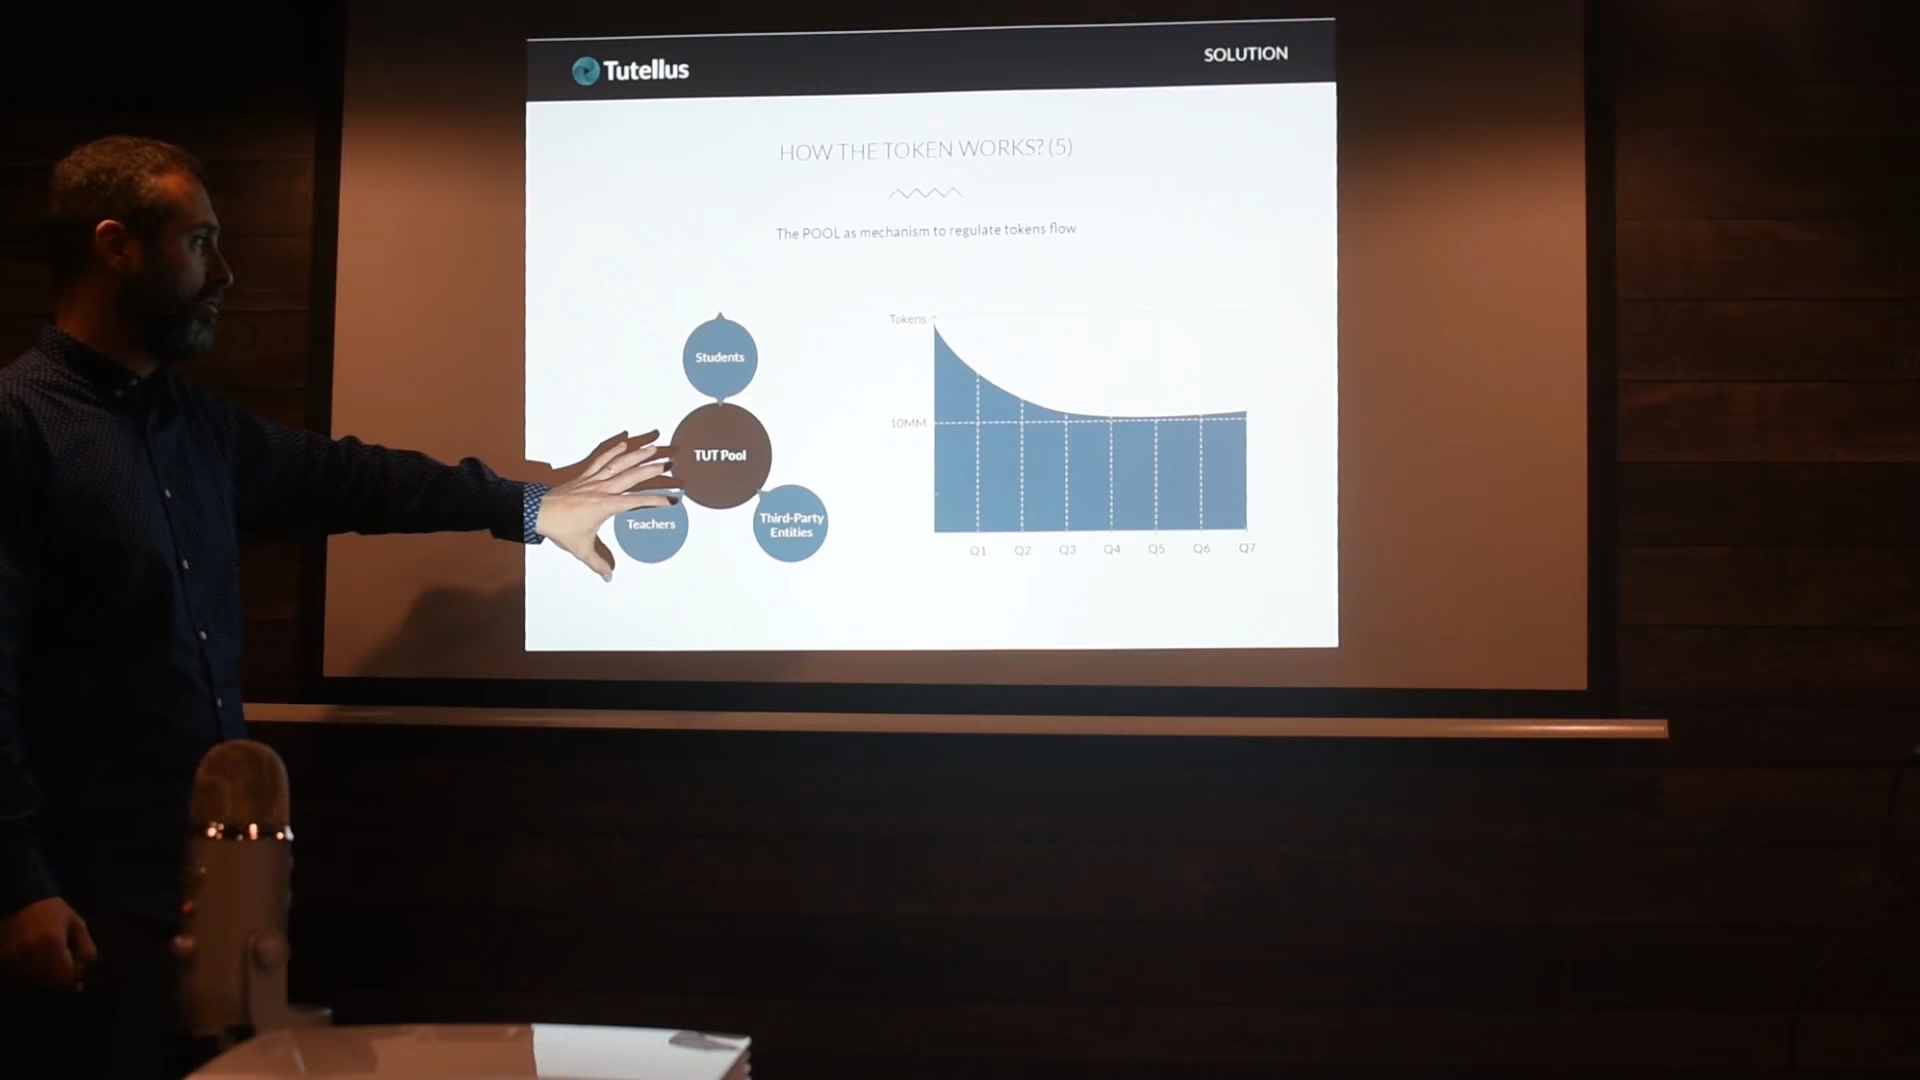 Tutellus
SOLUTION
HOW THE TOKEN WORKS? (5)
The POOL as mechanism to regulate tokens flow
Students
TUT Pool
Teachers
Third-Party
Entities
Tokens
10MM
Q1 Q2 Q3 Q4 Q5 Q6 Q7